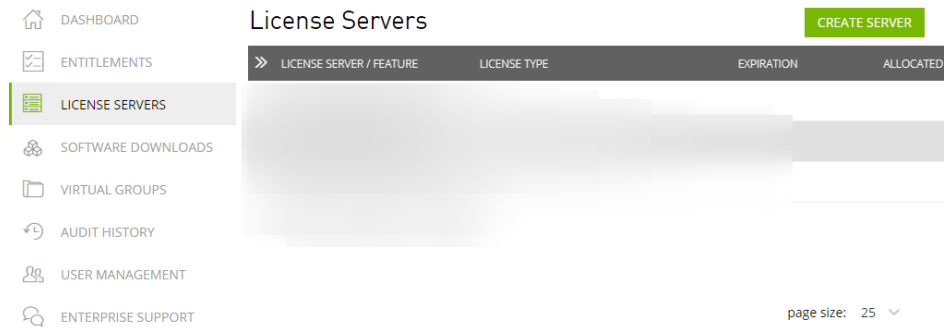 DASHBOARD
ENTITLEMENTS
LICENSE SERVERS
SOFTWARE DOWNLOADS
VIRTUAL GROUPS
AUDIT HISTORY
USER MANAGEMENT
ENTERPRISE SUPPORT
License Servers
CREATE SERVER
LICENSE SERVER / FEATURE LICENSE TYPE EXPIRATION ALLOCATED
page size: 25